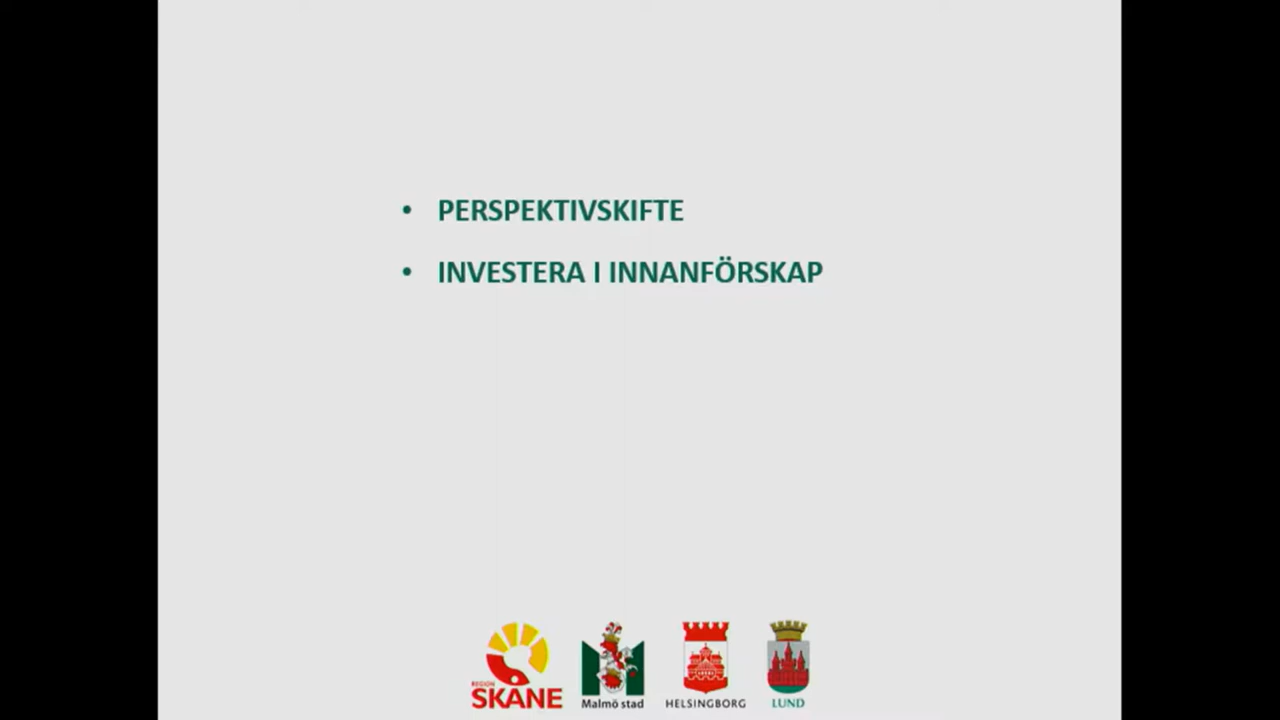 • PERSPEKTIVSKIFTE
• INVESTERA I INNANFÖRSKAP
REGION
SKÅNE
Malmö stad
HELSINGBORG
LUND